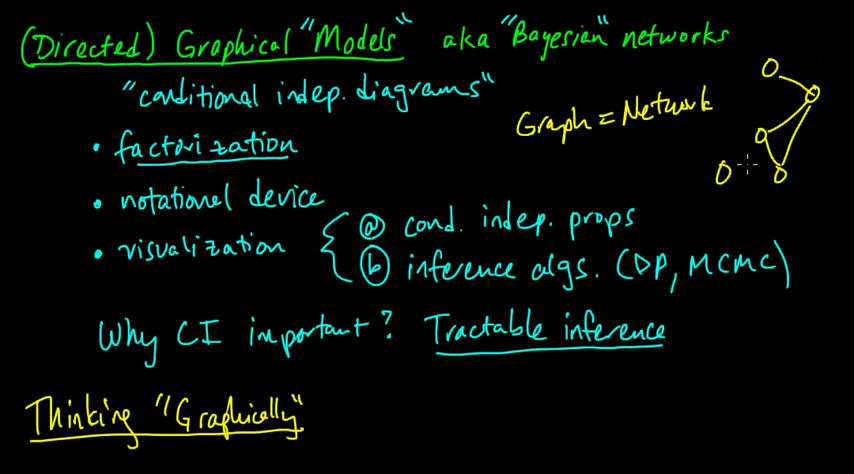 (Directed) Graphical "Models" aka "Bayesian" networks
"conditional indep. diagrams"
Graph = Network
• factorization
• notational device
• visualization
ⓐ cond. indep. props
ⓑ inference algs. (DP, MCMC)
Why CI important? Tractable inference
Thinking "Graphically"